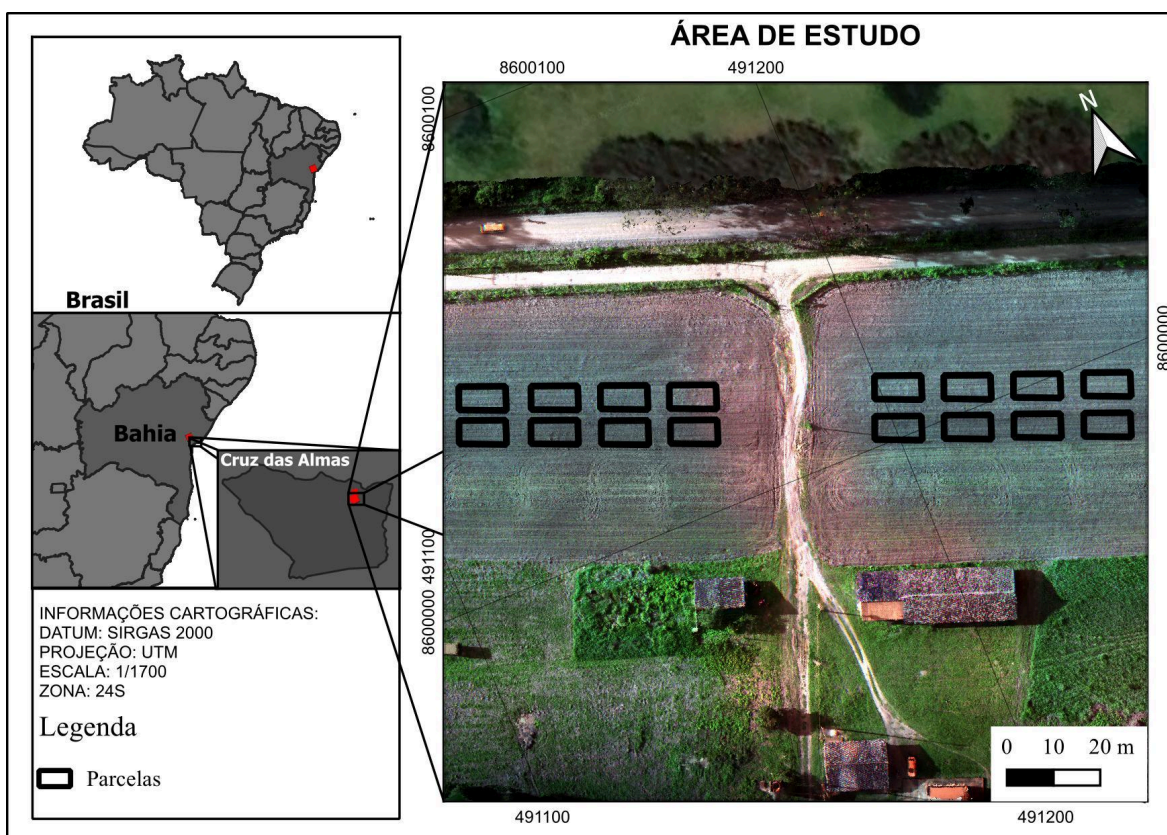 ÁREA DE ESTUDO
8600100
491200
8600100
N
Brasil
8600000
Bahia
Cruz das Almas
491100
8600000
INFORMAÇÕES CARTOGRÁFICAS:
DATUM: SIRGAS 2000
PROJEÇÃO: UTM
ESCALA: 1/1700
ZONA: 24S
Legenda
Parcelas
0 10 20 m
491100
491200